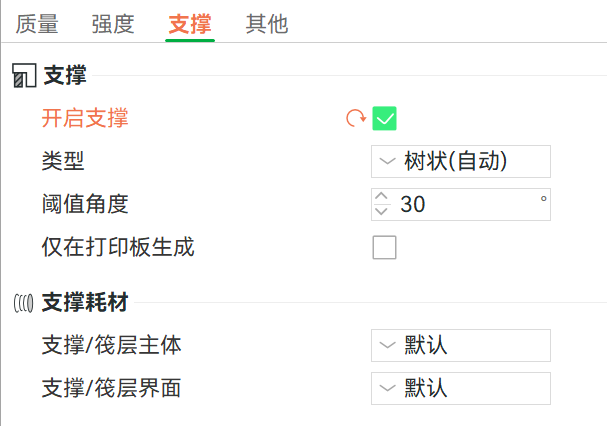 质量 强度 支撑 其他
支撑
开启支撑
类型 树状(自动)
阈值角度 30 °
仅在打印板生成
支撑耗材
支撑/筏层主体 默认
支撑/筏层界面 默认